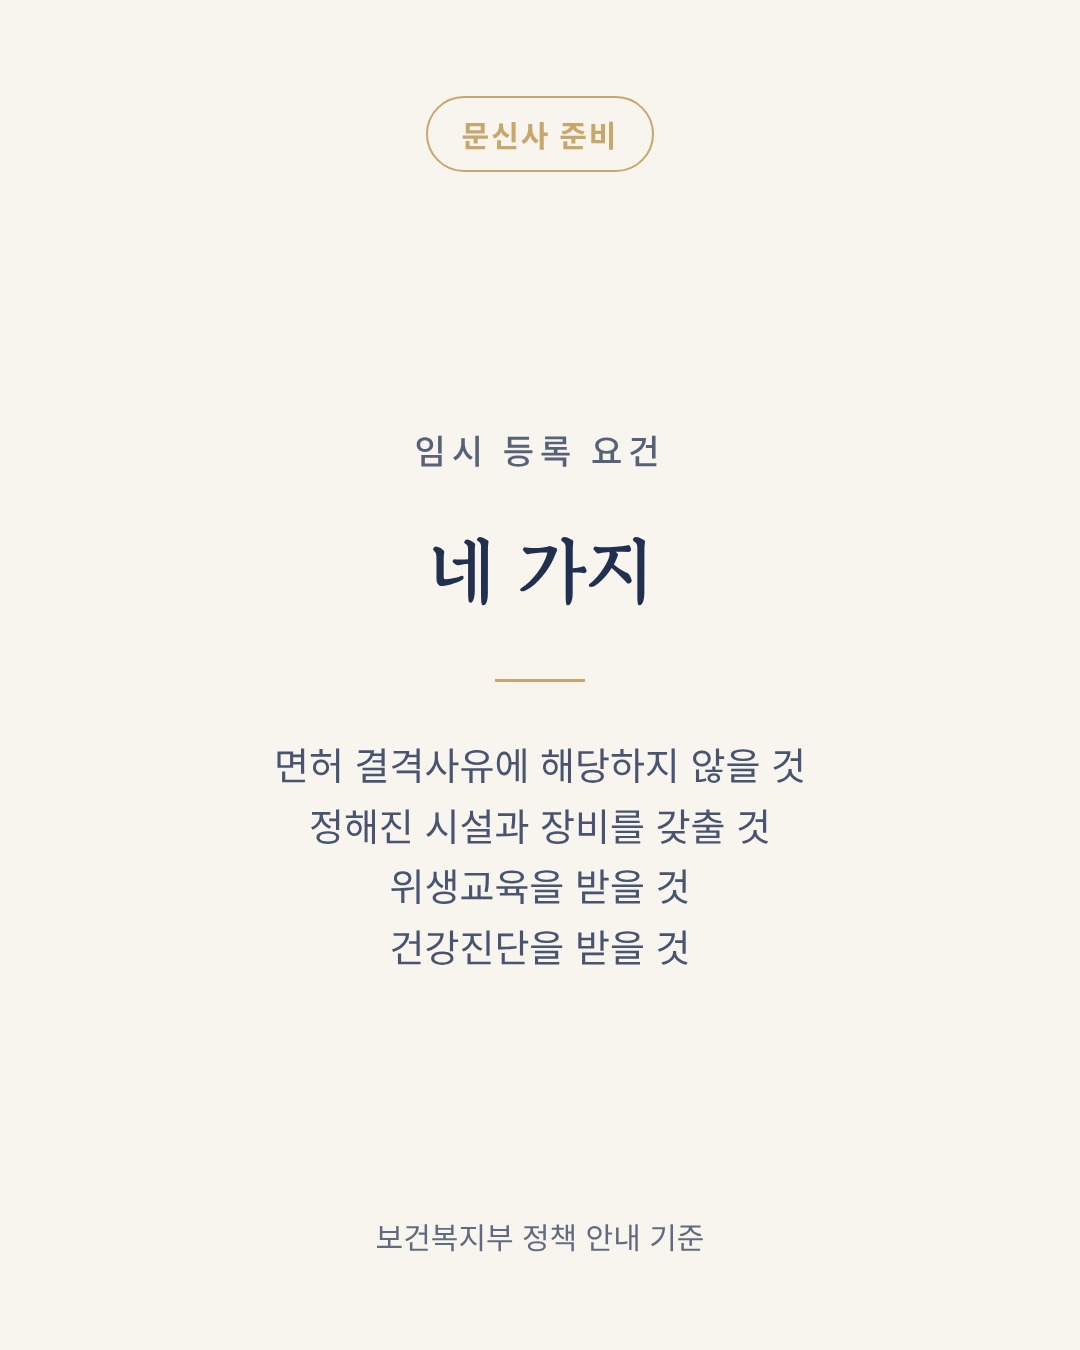 문신사 준비
임시 등록 요건
네 가지
면허 결격사유에 해당하지 않을 것
정해진 시설과 장비를 갖출 것
위생교육을 받을 것
건강진단을 받을 것
보건복지부 정책 안내 기준